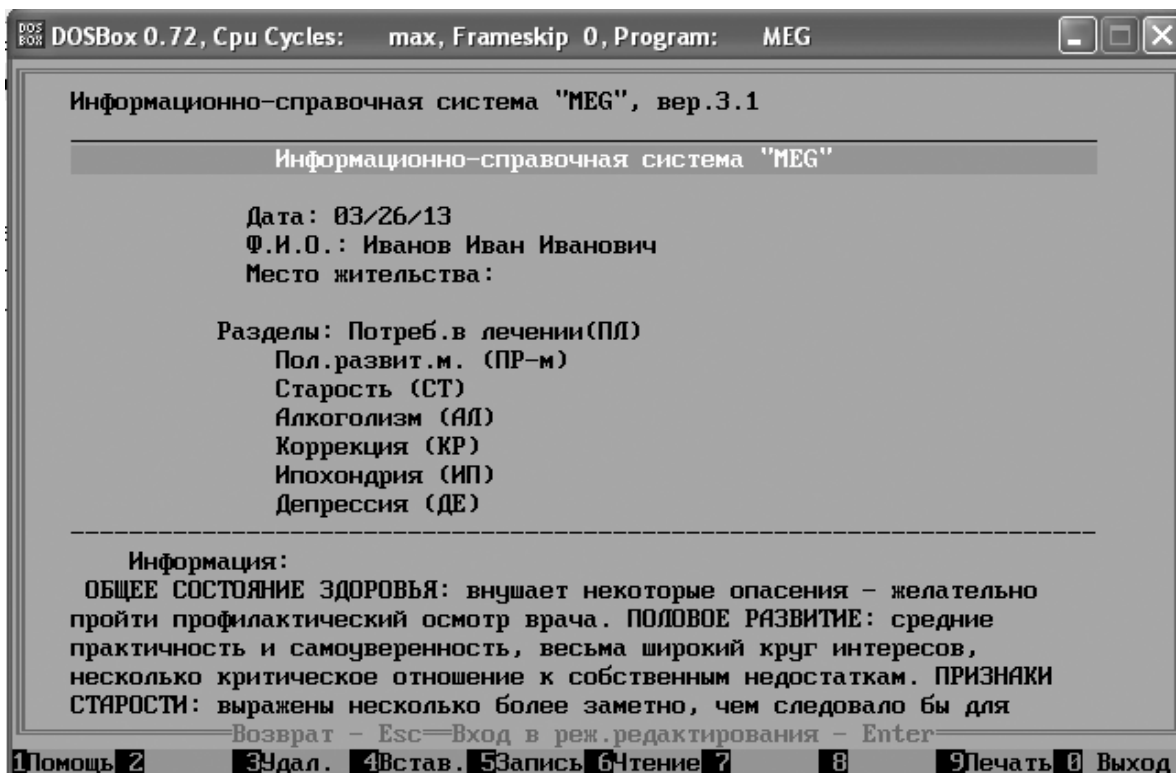 DOS BOX DOSBox 0.72, Cpu Cycles: max, Frameskip 0, Program: MEG
Информационно-справочная система "MEG", вер.3.1
Информационно-справочная система "MEG"
Дата: 03/26/13
Ф.И.О.: Иванов Иван Иванович
Место жительства:
Разделы: Потреб.в лечении(ПЛ)
Пол.развит.м. (ПР-м)
Старость (СТ)
Алкоголизм (АЛ)
Коррекция (КР)
Ипохондрия (ИП)
Депрессия (ДЕ)
Информация:
ОБЩЕЕ СОСТОЯНИЕ ЗДОРОВЬЯ: внушает некоторые опасения - желательно
пройти профилактический осмотр врача. ПОЛОВОЕ РАЗВИТИЕ: средние
практичность и самоуверенность, весьма широкий круг интересов,
несколько критическое отношение к собственным недостаткам. ПРИЗНАКИ
СТАРОСТИ: выражены несколько более заметно, чем следовало бы для
Возврат - Esc Вход в реж.редактирования - Enter
1Помощь 2 3Удал. 4Встав. 5Запись 6Чтение 7 8 9Печать 0 Выход